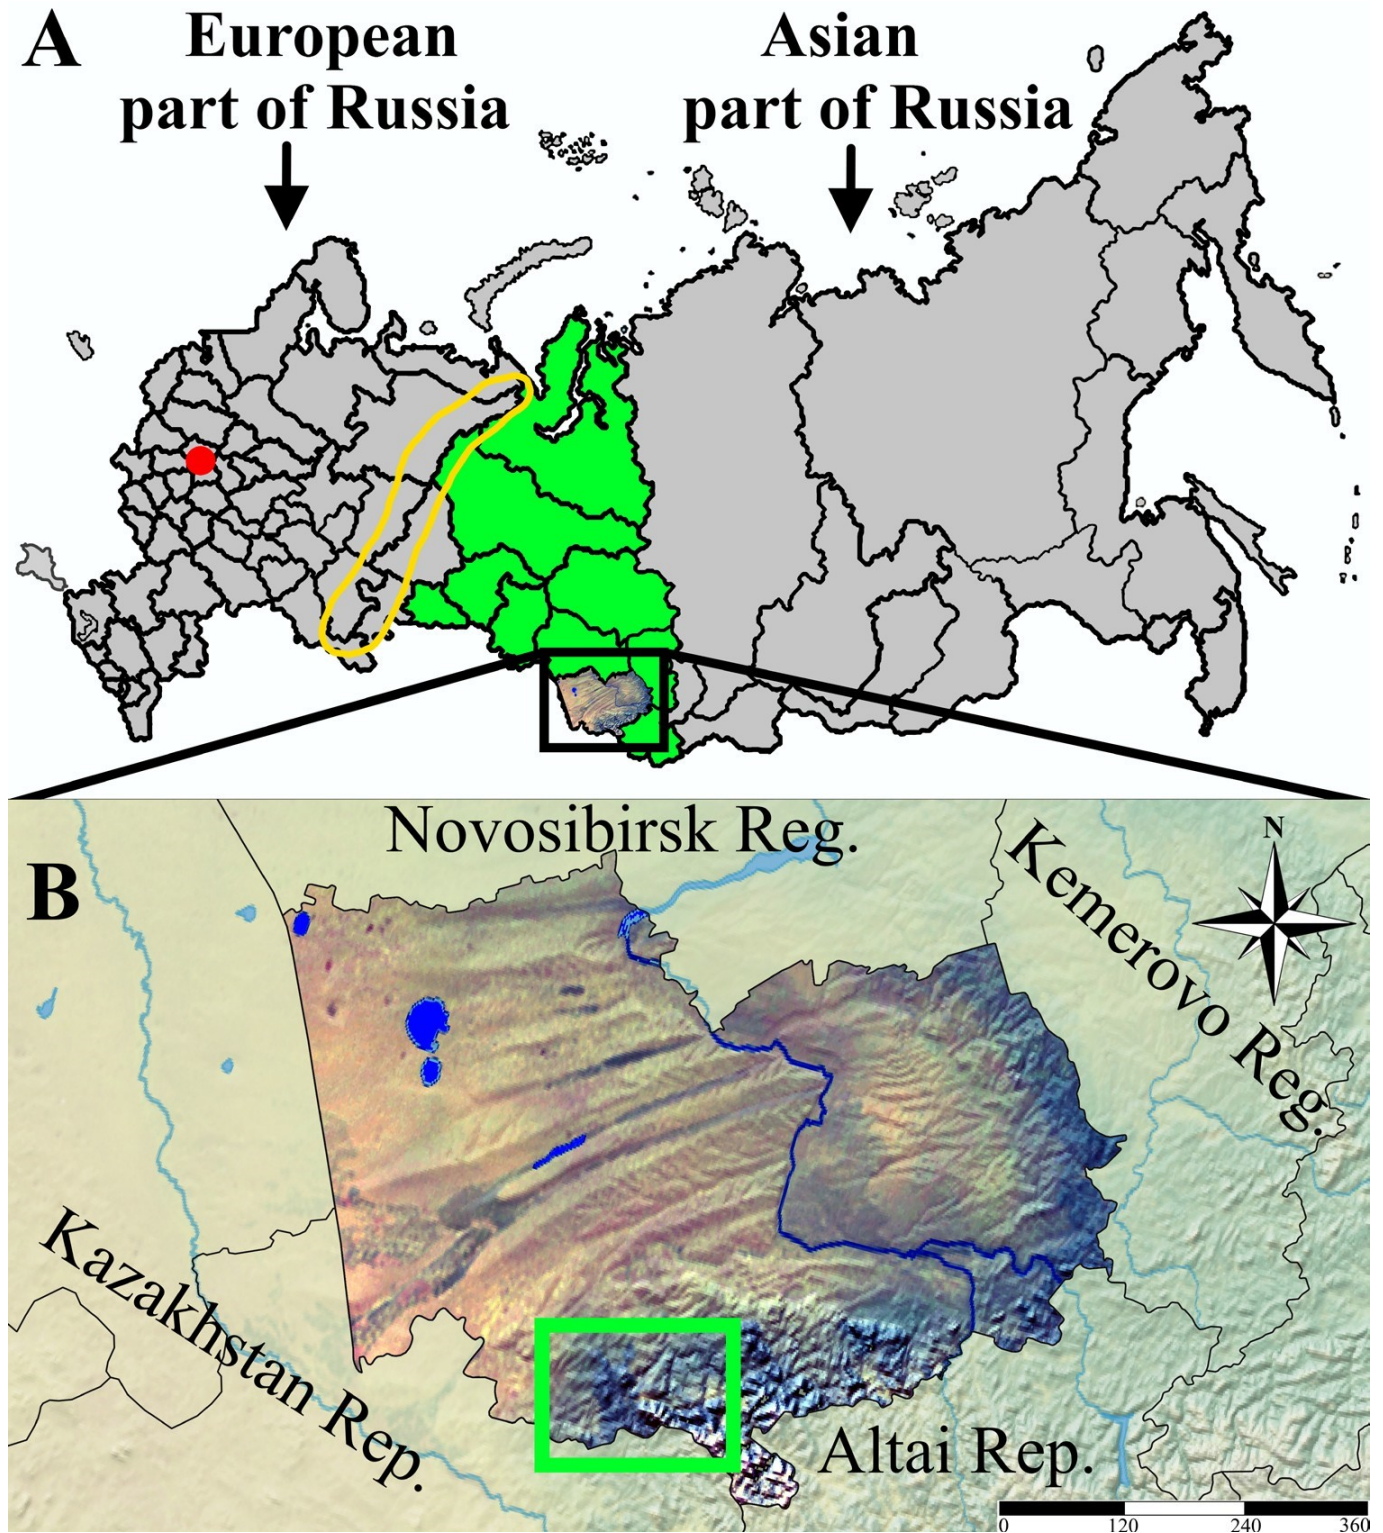 A
European
part of Russia
Asian
part of Russia
B
Novosibirsk Reg.
Kemerovo Reg.
N
Kazakhstan Rep.
Altai Rep.
0 120 240 360